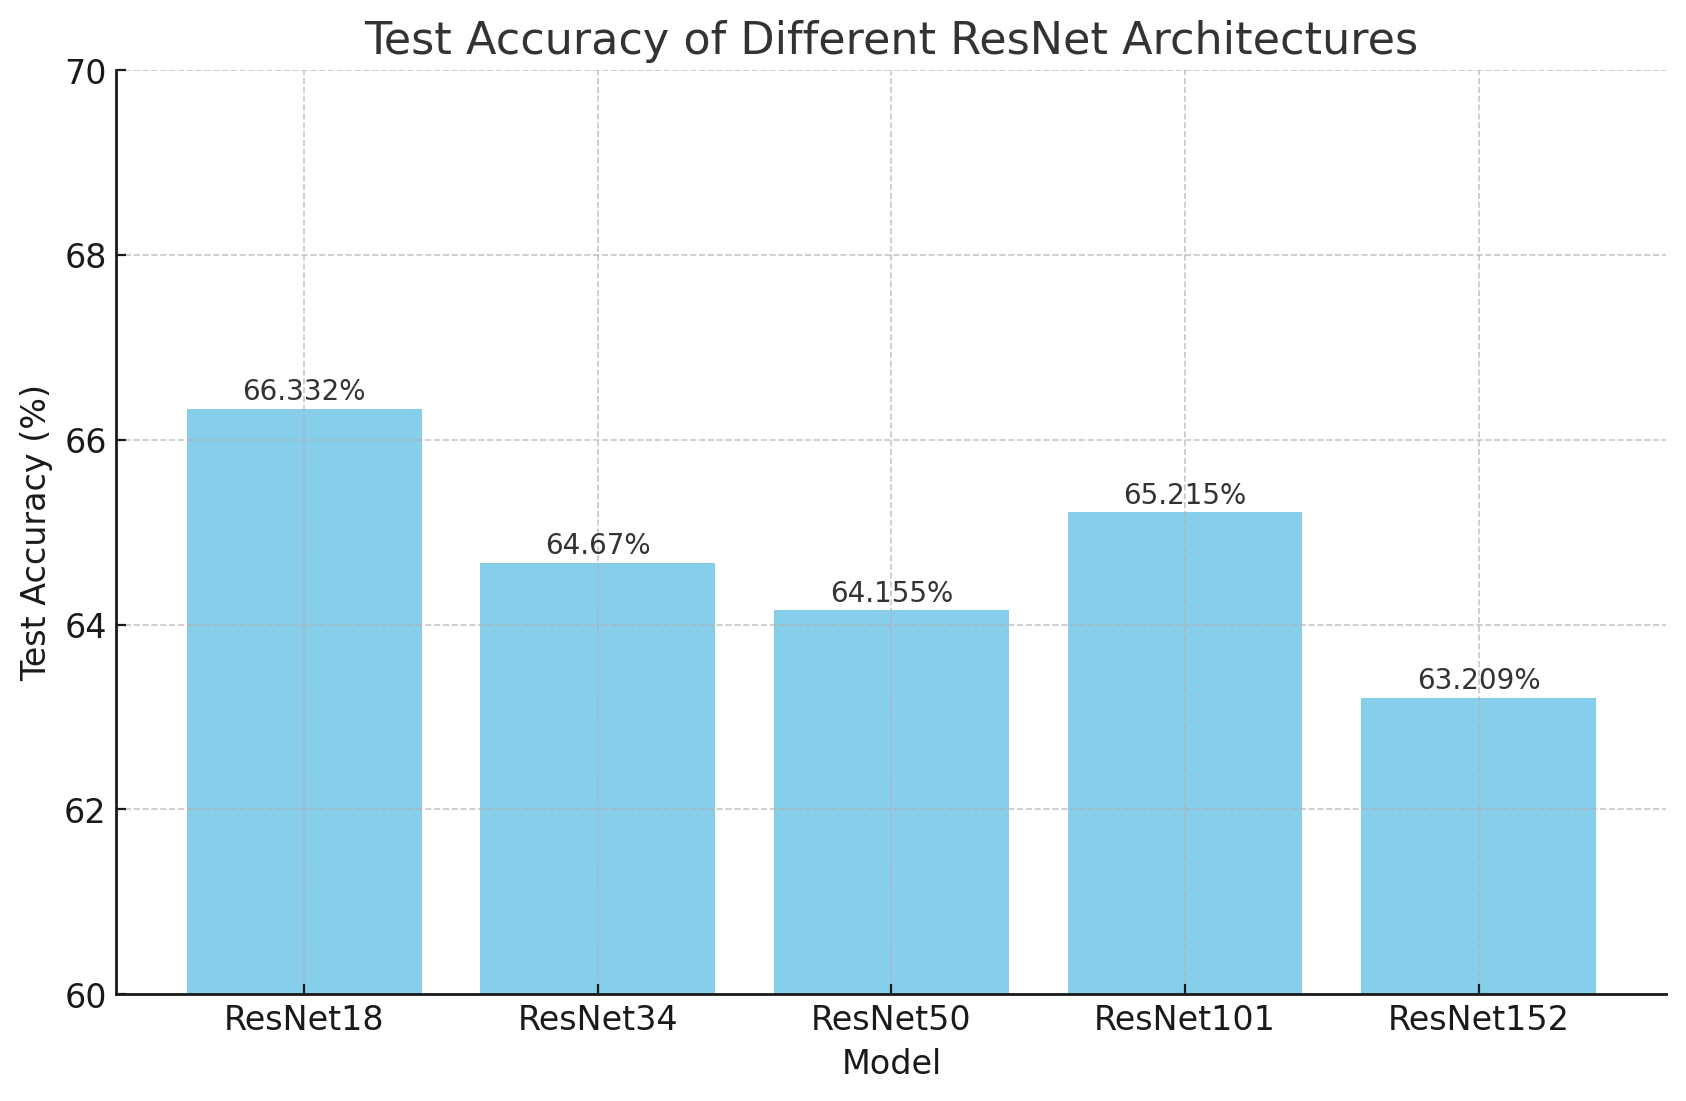 Test Accuracy of Different ResNet Architectures
70
68
66
64
62
60
Test Accuracy (%)
66.332%
64.67%
64.155%
65.215%
63.209%
ResNet18
ResNet34
ResNet50
ResNet101
ResNet152
Model